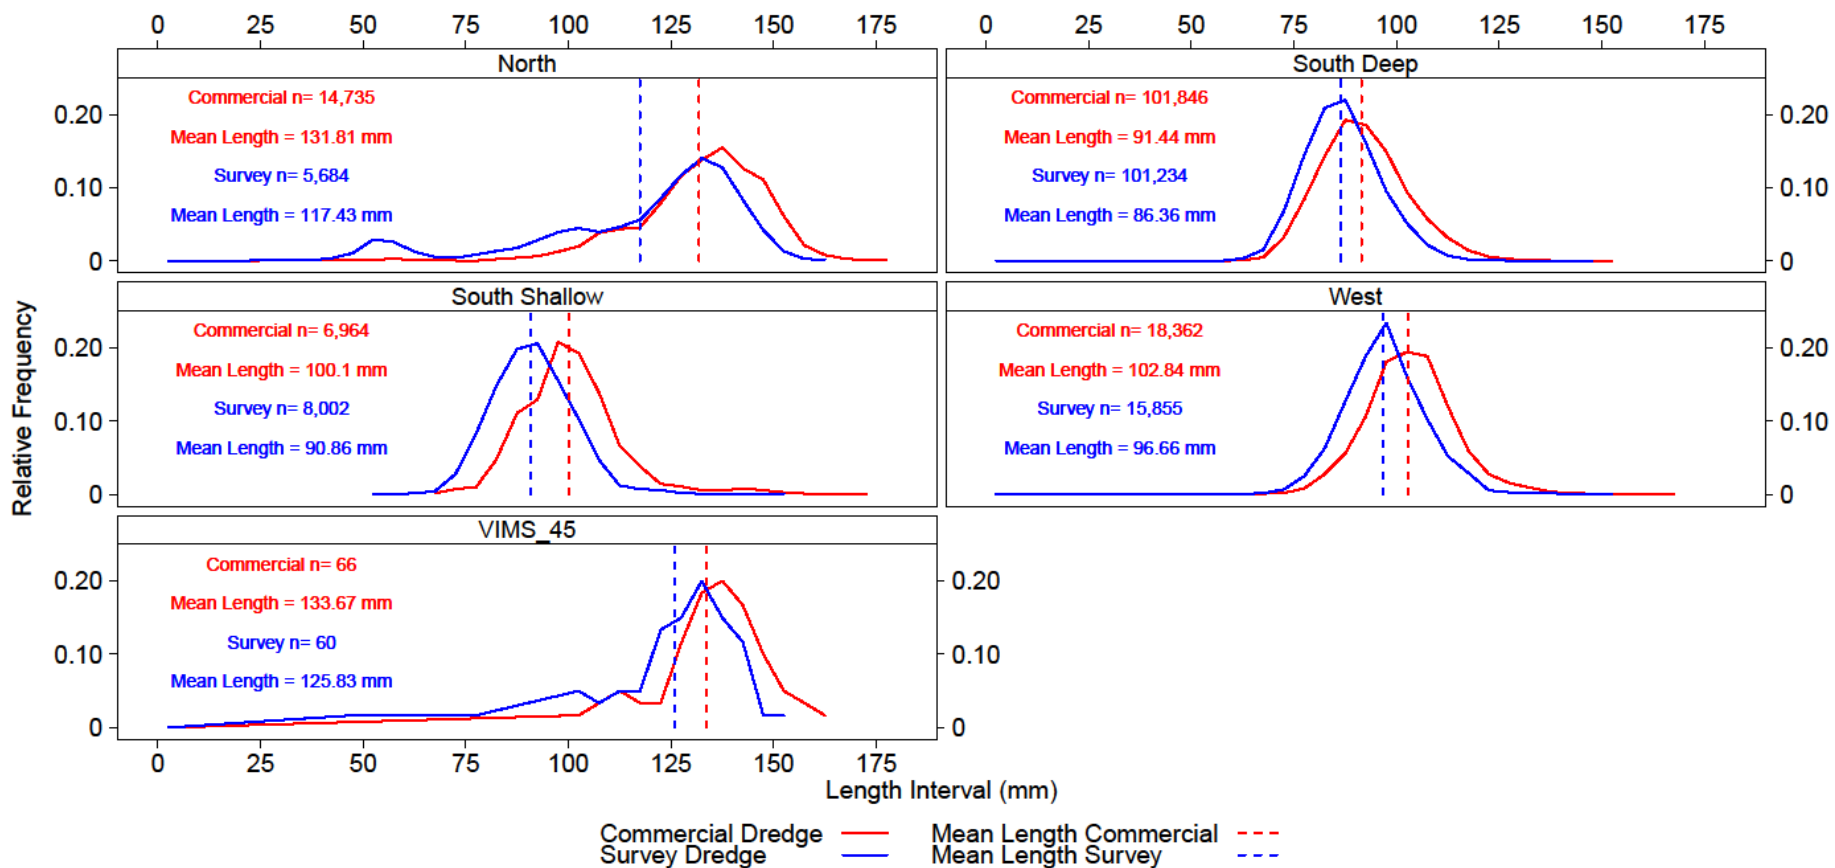 0 25 50 75 100 125 150 175 0 25 50 75 100 125 150 175
North
Commercial n= 14,735
Mean Length = 131.81 mm
Survey n= 5,684
Mean Length = 117.43 mm
0.20
0.10
0
South Deep
Commercial n= 101,846
Mean Length = 91.44 mm
Survey n= 101,234
Mean Length = 86.36 mm
0.20
0.10
0
South Shallow
Commercial n= 6,964
Mean Length = 100.1 mm
Survey n= 8,002
Mean Length = 90.86 mm
0.20
0.10
0
West
Commercial n= 18,362
Mean Length = 102.84 mm
Survey n= 15,855
Mean Length = 96.66 mm
0.20
0.10
0
VIMS_45
Commercial n= 66
Mean Length = 133.67 mm
Survey n= 60
Mean Length = 125.83 mm
0.20
0.10
0
0.20
0.10
0
0 25 50 75 100 125 150 175
Relative Frequency
Length Interval (mm)
Commercial Dredge Mean Length Commercial
Survey Dredge Mean Length Survey